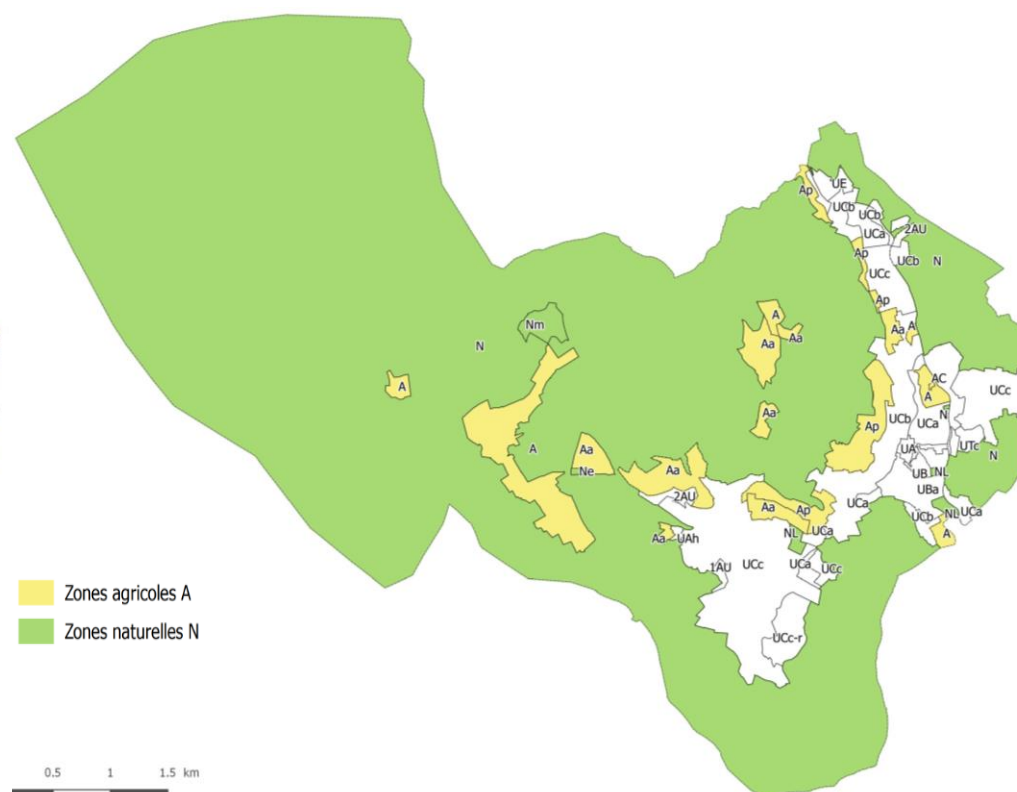 UE
Ap
UCb
UCb
UCa
2AU
Ap
UCb
N
UCc
Ap
A
Aa
A
Nm
Aa
Aa
N
AC
A
UCc
A
N
Aa
Ap
UCb
UCa
UTc
A
Aa
UA
N
Ne
Aa
UB
NL
UBa
2AU
Aa
Ap
UCa
UCa
NL
UCa
UCb
A
Aa
UAh
NL
1AU
UCc
UCa
UCc
Zones agricoles A
Zones naturelles N
UCc-r
0.5
1
1.5 km